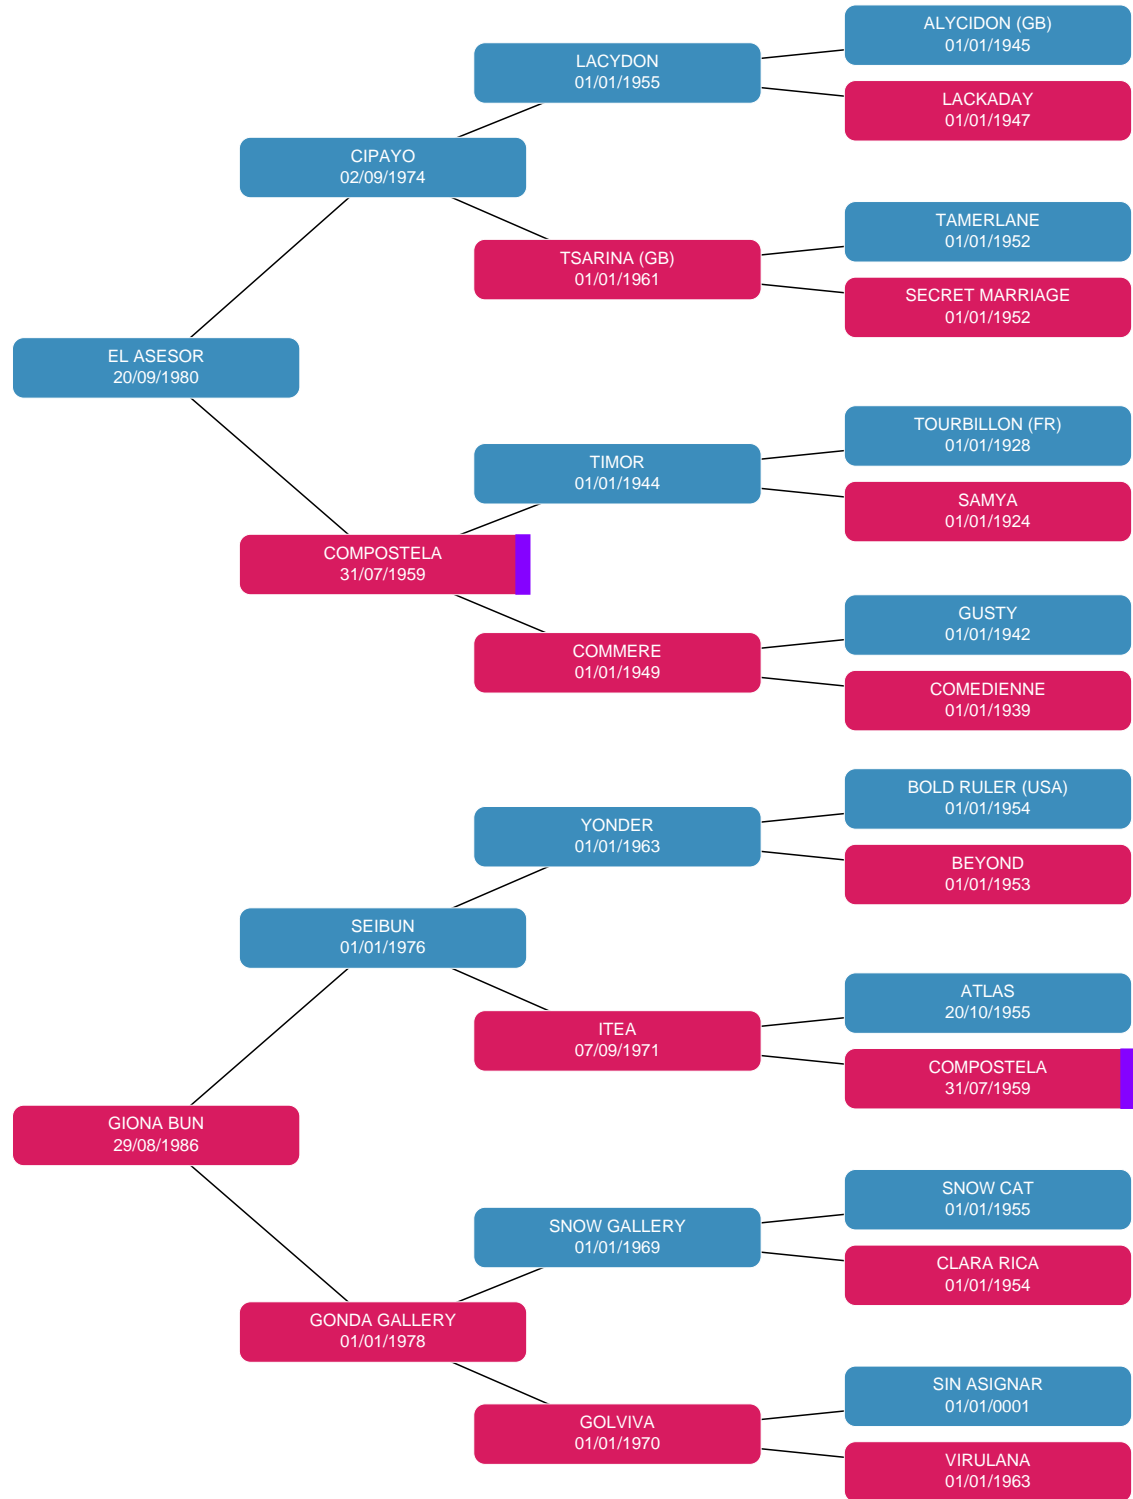 ALYCIDON (GB)
01/01/1945
LACYDON
01/01/1955
LACKADAY
01/01/1947
CIPAYO
02/09/1974
TAMERLANE
01/01/1952
TSARINA (GB)
01/01/1961
SECRET MARRIAGE
01/01/1952
EL ASESOR
20/09/1980
TOURBILLON (FR)
01/01/1928
TIMOR
01/01/1944
SAMYA
01/01/1924
COMPOSTELA
31/07/1959
GUSTY
01/01/1942
COMMERE
01/01/1949
COMEDIENNE
01/01/1939
BOLD RULER (USA)
01/01/1954
YONDER
01/01/1963
BEYOND
01/01/1953
SEIBUN
01/01/1976
ATLAS
20/10/1955
ITEA
07/09/1971
COMPOSTELA
31/07/1959
GIONA BUN
29/08/1986
SNOW CAT
01/01/1955
SNOW GALLERY
01/01/1969
CLARA RICA
01/01/1954
GONDA GALLERY
01/01/1978
SIN ASIGNAR
01/01/0001
GOLVIVA
01/01/1970
VIRULANA
01/01/1963